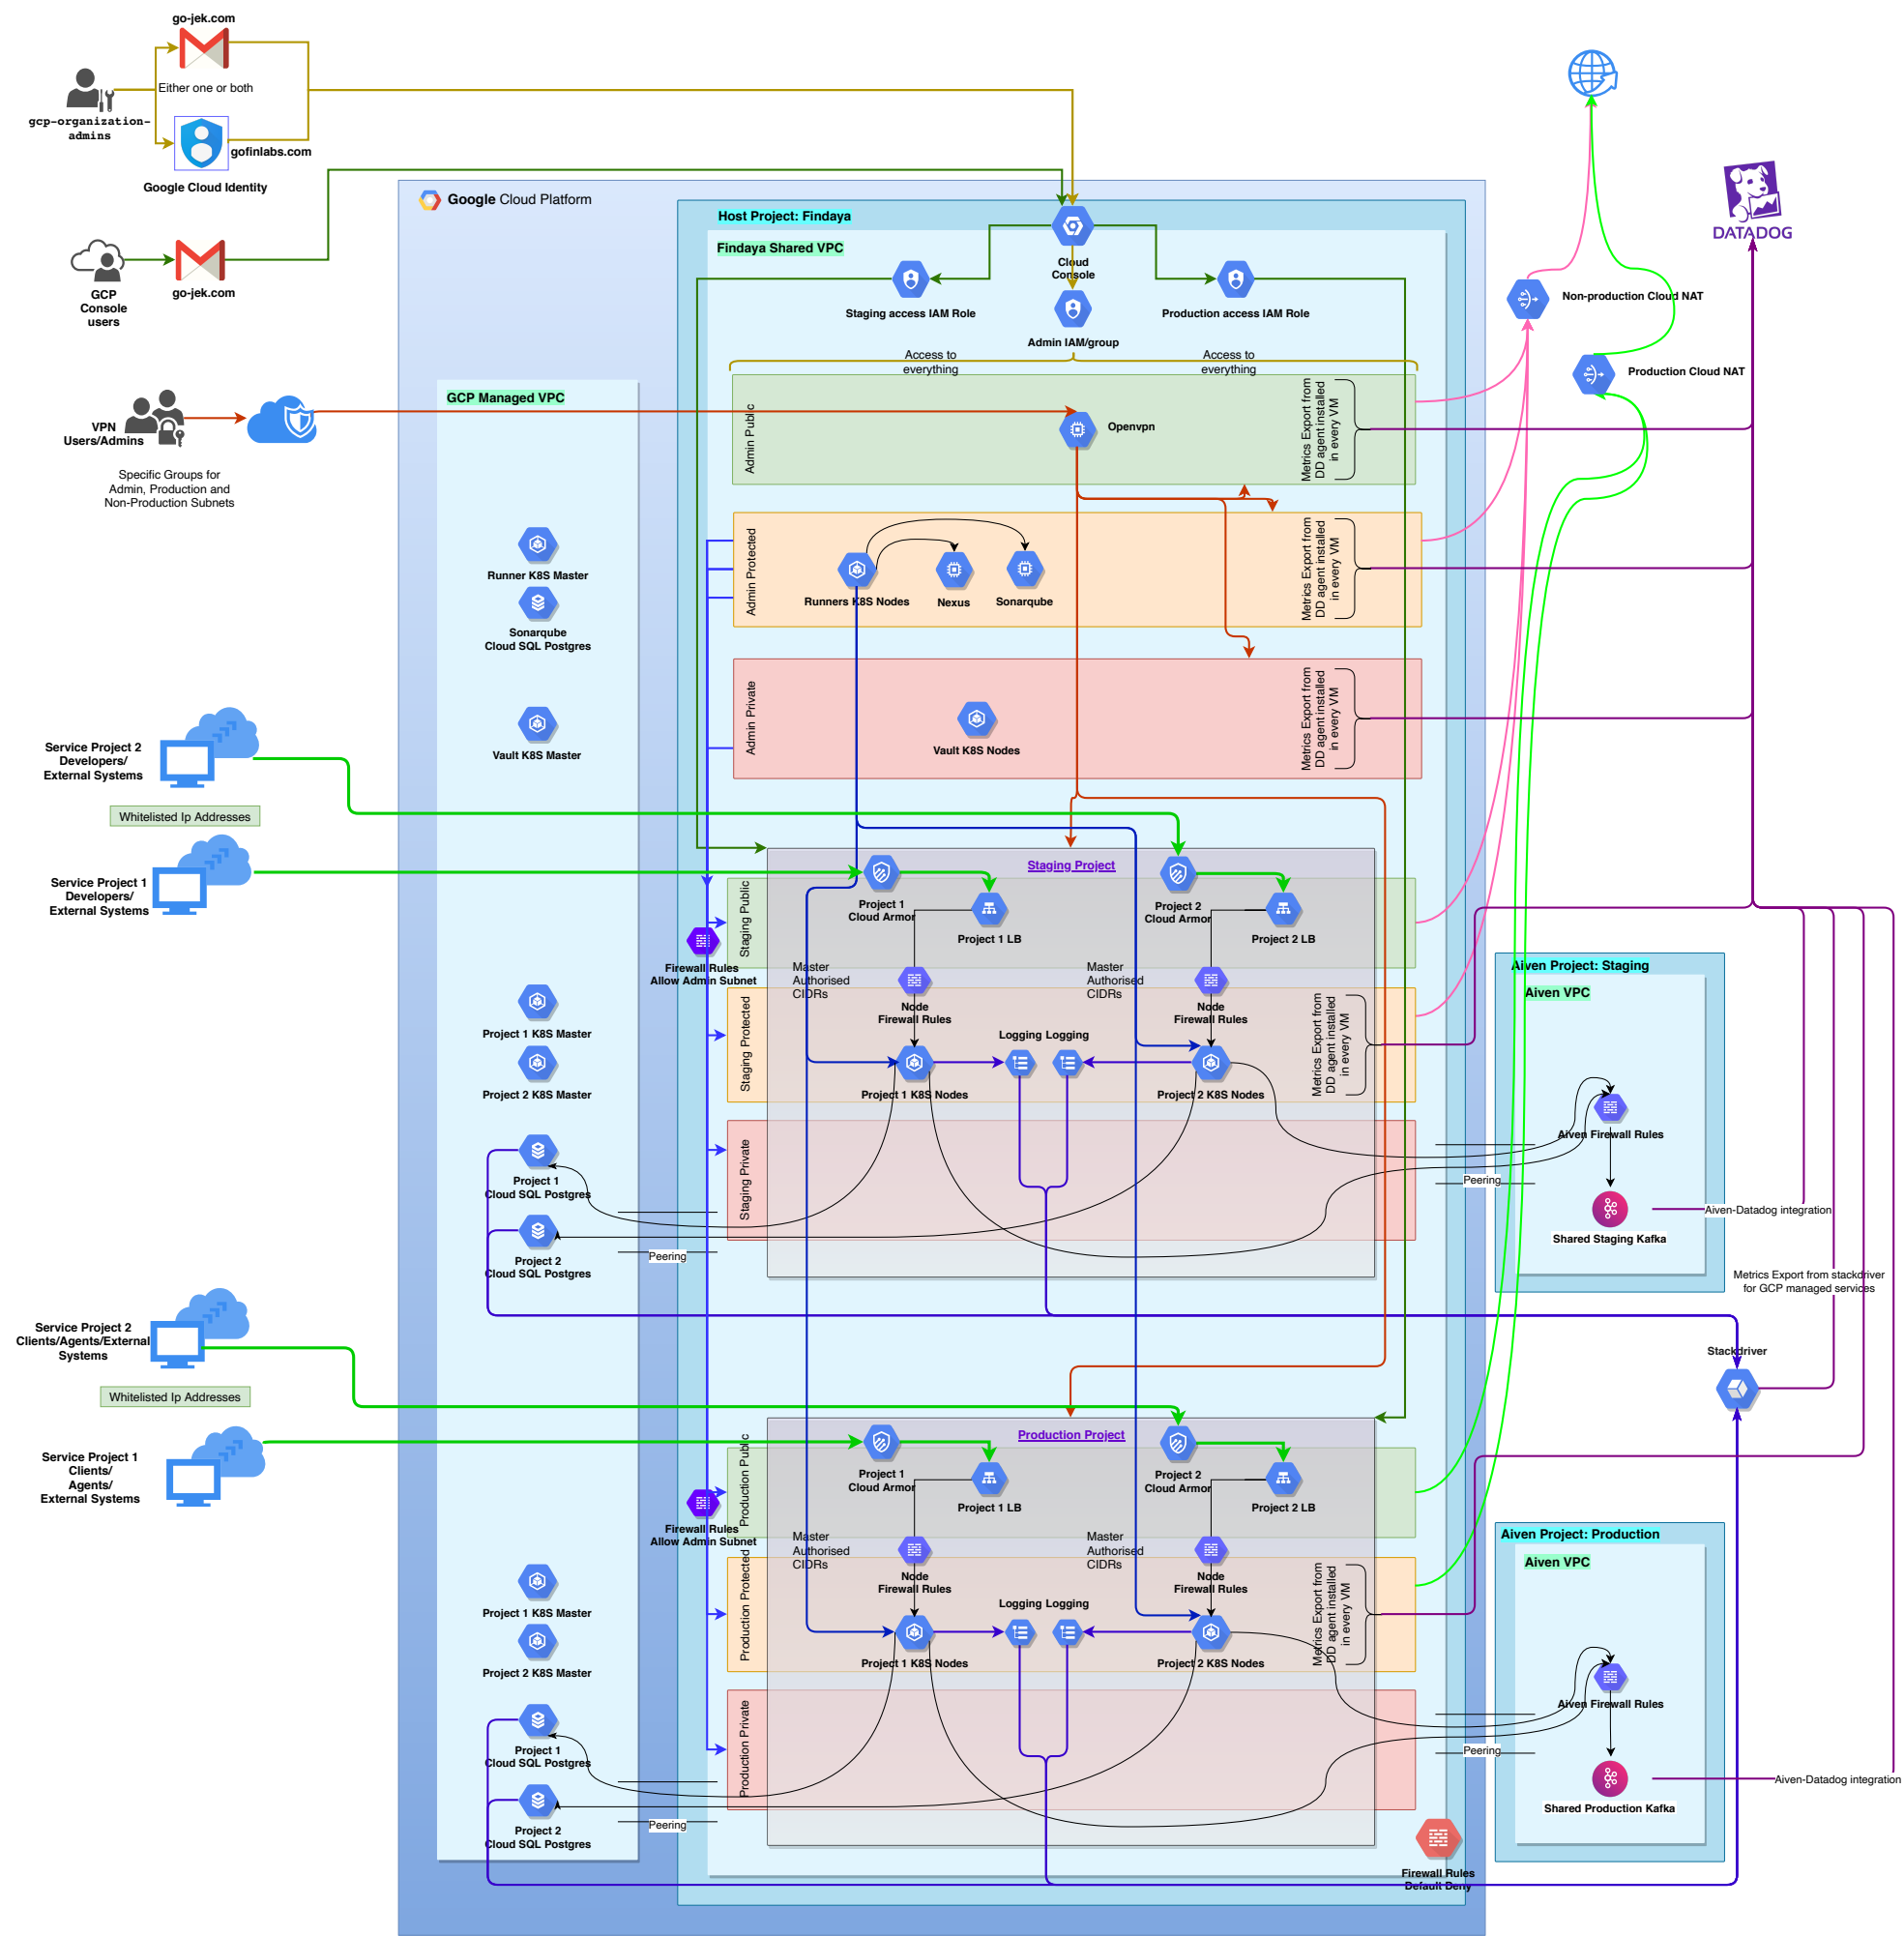 go-jek.com
Either one or both
gcp-organization-
admins
gofinlabs.com
Google Cloud Identity
GCP
Console
users
go-jek.com
VPN
Users/Admins
Specific Groups for
Admin, Production and
Non-Production Subnets
Service Project 2
Developers/
External Systems
Whitelisted Ip Addresses
Service Project 1
Developers/
External Systems
Service Project 2
Clients/Agents/External
Systems
Whitelisted Ip Addresses
Service Project 1
Clients/
Agents/
External Systems
Google Cloud Platform
GCP Managed VPC
Runner K8S Master
Sonarqube
Cloud SQL Postgres
Vault K8S Master
Project 1 K8S Master
Project 2 K8S Master
Project 1
Cloud SQL Postgres
Project 2
Cloud SQL Postgres
Peering
Project 1 K8S Master
Project 2 K8S Master
Project 1
Cloud SQL Postgres
Project 2
Cloud SQL Postgres
Peering
Host Project: Findaya
Findaya Shared VPC
Cloud
Console
Staging access IAM Role
Production access IAM Role
Admin IAM/group
Access to
everything
Access to
everything
Admin Public
Openvpn
Metrics Export from
DD agent installed
in every VM
Admin Protected
Runners K8S Nodes
Nexus
Sonarqube
Metrics Export from
DD agent installed
in every VM
Admin Private
Vault K8S Nodes
Metrics Export from
DD agent installed
in every VM
Staging Project
Staging Public
Project 1
Cloud Armor
Project 1 LB
Project 2
Cloud Armor
Project 2 LB
Firewall Rules
Allow Admin Subnet
Master
Authorised
CIDRs
Master
Authorised
CIDRs
Node
Firewall Rules
Node
Firewall Rules
Staging Protected
Logging Logging
Project 1 K8S Nodes
Project 2 K8S Nodes
Metrics Export from
DD agent installed
in every VM
Staging Private
Production Project
Production Public
Project 1
Cloud Armor
Project 1 LB
Project 2
Cloud Armor
Project 2 LB
Firewall Rules
Allow Admin Subnet
Master
Authorised
CIDRs
Master
Authorised
CIDRs
Node
Firewall Rules
Node
Firewall Rules
Production Protected
Logging Logging
Project 1 K8S Nodes
Project 2 K8S Nodes
Metrics Export from
DD agent installed
in every VM
Production Private
Firewall Rules
Default Deny
Non-production Cloud NAT
Production Cloud NAT
DATADOG
Aiven Project: Staging
Aiven VPC
Aiven Firewall Rules
Peering
Shared Staging Kafka
Aiven-Datadog integration
Metrics Export from stackdriver
for GCP managed services
Stackdriver
Aiven Project: Production
Aiven VPC
Aiven Firewall Rules
Peering
Shared Production Kafka
Aiven-Datadog integration